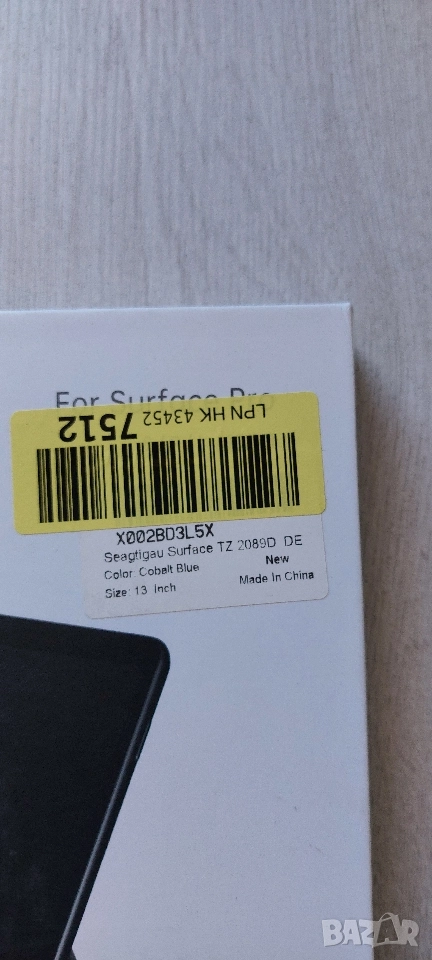 For Surface Pro
LPN HK 43452 7512
X002BD3L5X
Seagtigau Surface TZ 2089D DE
Color: Cobalt Blue
New
Size: 13 Inch
Made In China
BAZAR